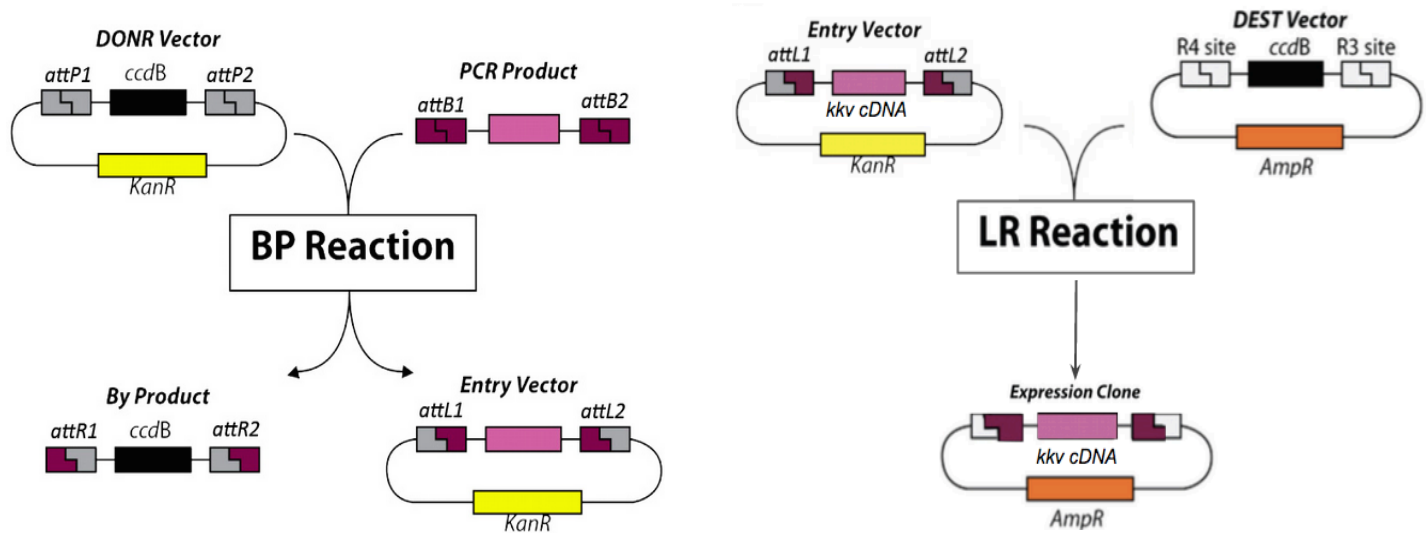 DONR Vector
attP1
ccdB
attP2
KanR
PCR Product
attB1
attB2
BP Reaction
By Product
attR1
ccdB
attR2
Entry Vector
attL1
attL2
KanR
Entry Vector
attL1
attL2
kkv cDNA
KanR
DEST Vector
R4 site
ccdB
R3 site
AmpR
LR Reaction
Expression Clone
kkv cDNA
AmpR